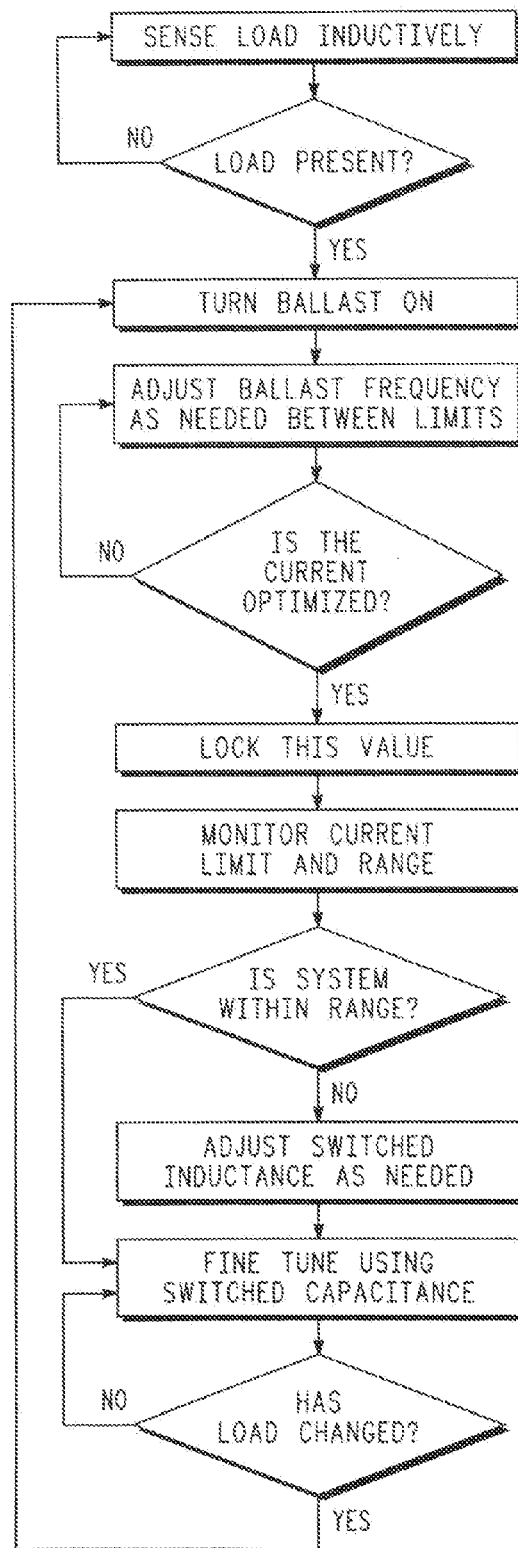 SENSE LOAD INDUCTIVELY
NO
LOAD PRESENT?
YES
TURN BALLAST ON
ADJUST BALLAST FREQUENCY
AS NEEDED BETWEEN LIMITS
NO
IS THE
CURRENT
OPTIMIZED?
YES
LOCK THIS VALUE
MONITOR CURRENT
LIMIT AND RANGE
YES
IS SYSTEM
WITHIN RANGE?
NO
ADJUST SWITCHED
INDUCTANCE AS NEEDED
FINE TUNE USING
SWITCHED CAPACITANCE
NO
HAS
LOAD CHANGED?
YES